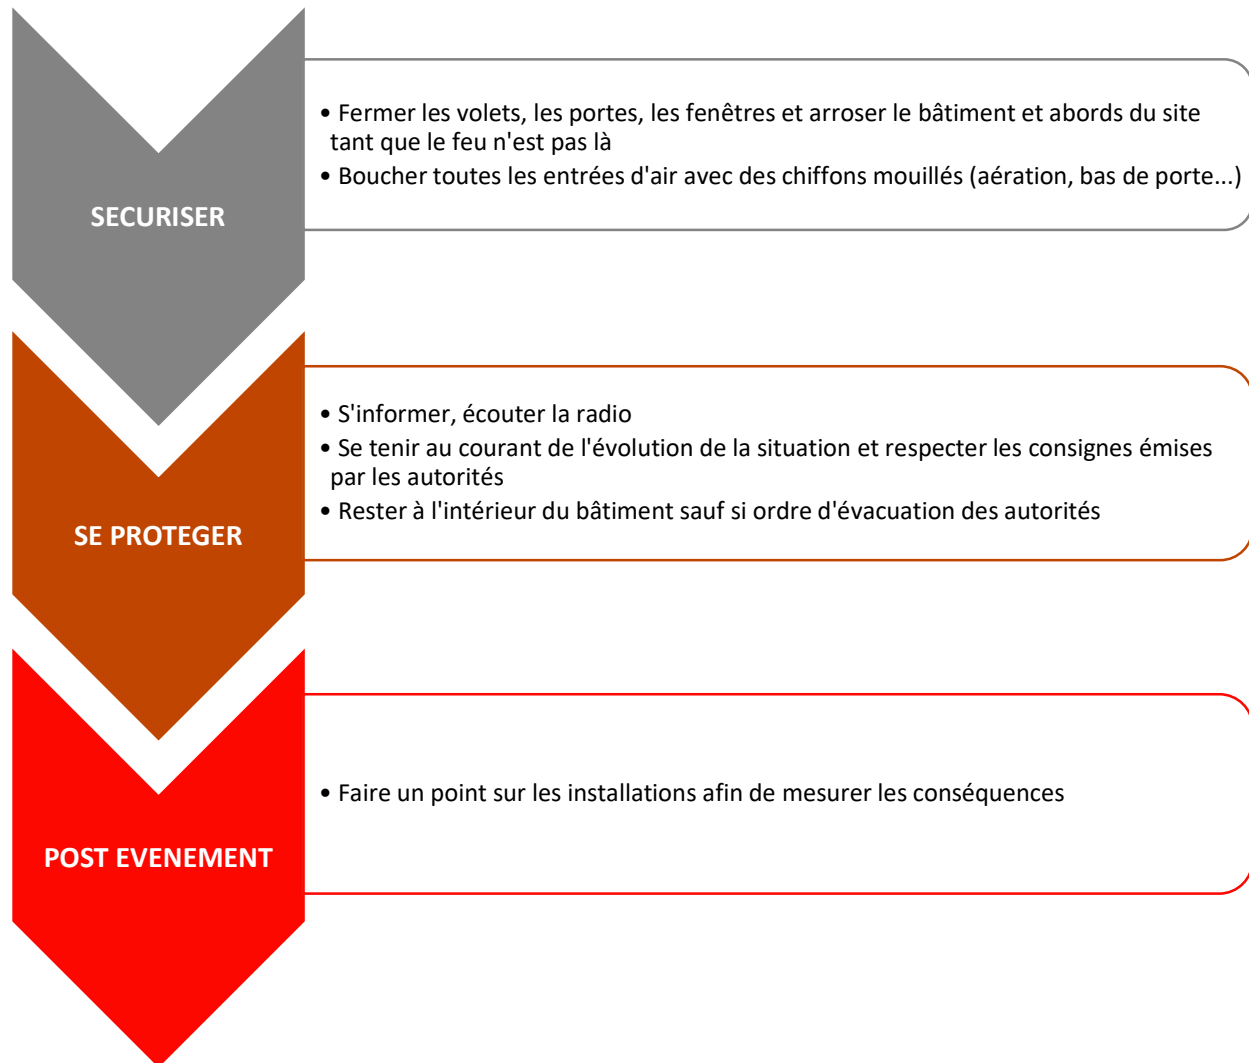 SECURISER
• Fermer les volets, les portes, les fenêtres et arroser le bâtiment et abords du site
tant que le feu n'est pas là
• Boucher toutes les entrées d'air avec des chiffons mouillés (aération, bas de porte...)
SE PROTEGER
• S'informer, écouter la radio
• Se tenir au courant de l'évolution de la situation et respecter les consignes émises
par les autorités
• Rester à l'intérieur du bâtiment sauf si ordre d'évacuation des autorités
POST EVENEMENT
• Faire un point sur les installations afin de mesurer les conséquences